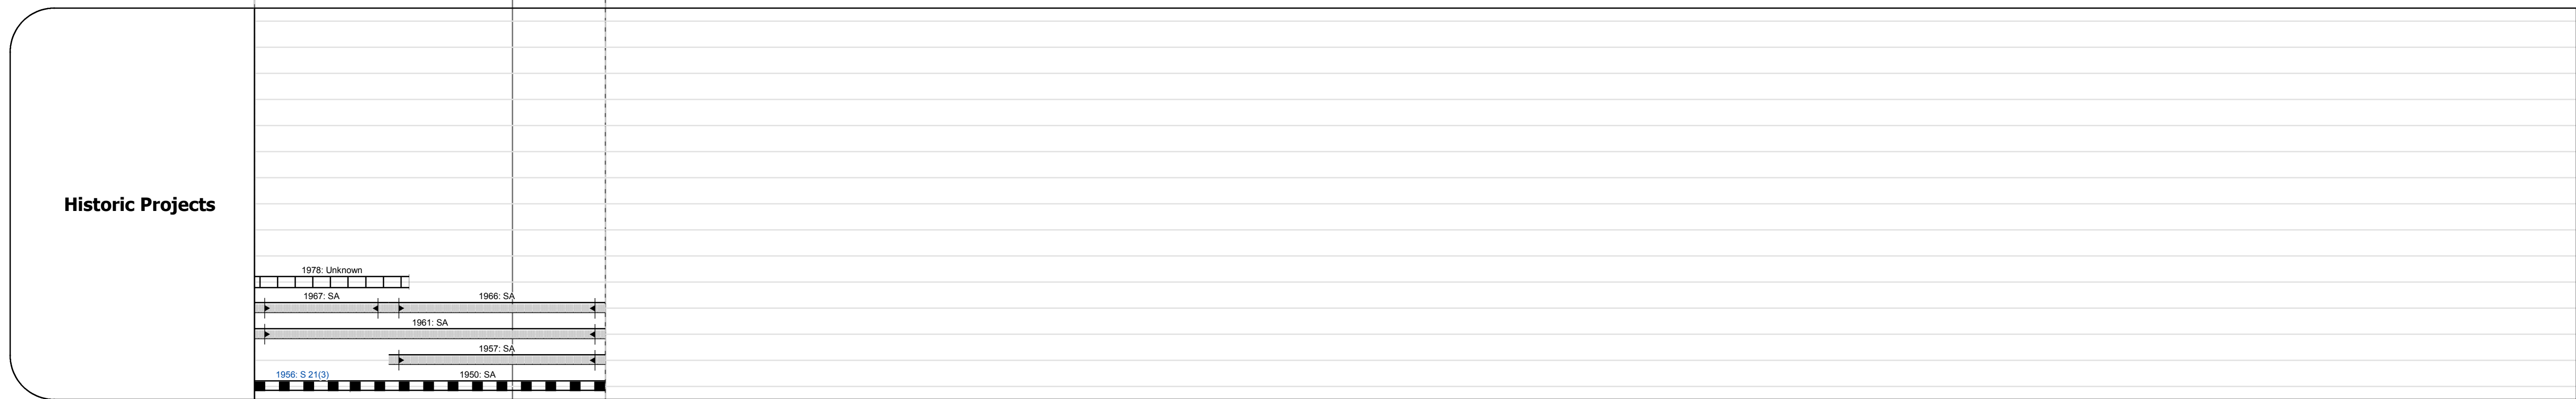 Historic Projects
1978: Unknown
1967: SA 1966: SA
1961: SA
1957: SA
1956: S 21(3) 1950: SA